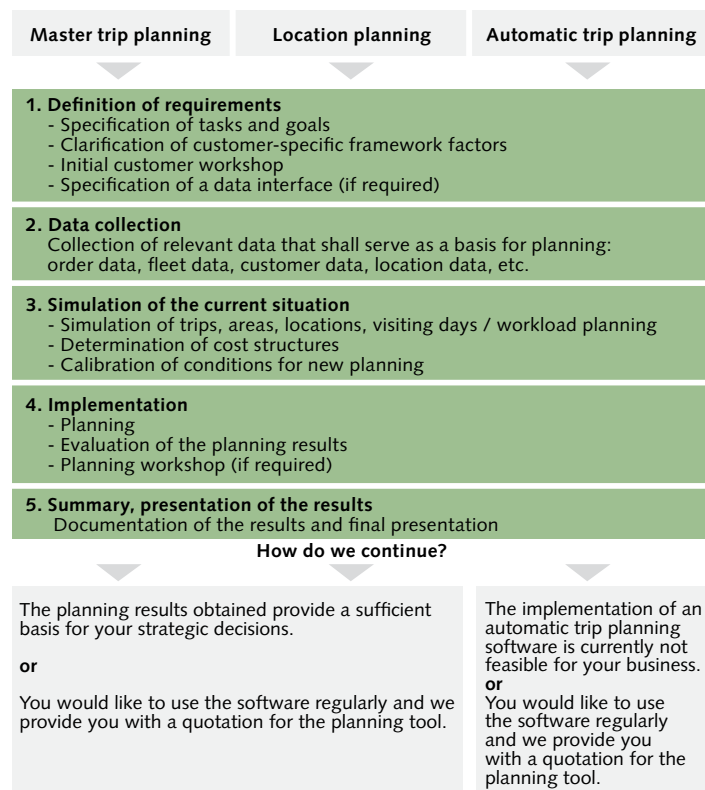 Master trip planning
Location planning
Automatic trip planning
1. Definition of requirements
- Specification of tasks and goals
- Clarification of customer-specific framework factors
- Initial customer workshop
- Specification of a data interface (if required)
2. Data collection
Collection of relevant data that shall serve as a basis for planning:
order data, fleet data, customer data, location data, etc.
3. Simulation of the current situation
- Simulation of trips, areas, locations, visiting days / workload planning
- Determination of cost structures
- Calibration of conditions for new planning
4. Implementation
- Planning
- Evaluation of the planning results
- Planning workshop (if required)
5. Summary, presentation of the results
Documentation of the results and final presentation
How do we continue?
The planning results obtained provide a sufficient
basis for your strategic decisions.
or
You would like to use the software regularly and we
provide you with a quotation for the planning tool.
The implementation of an
automatic trip planning
software is currently not
feasible for your business.
or
You would like to use
the software regularly
and we provide you
with a quotation for the
planning tool.